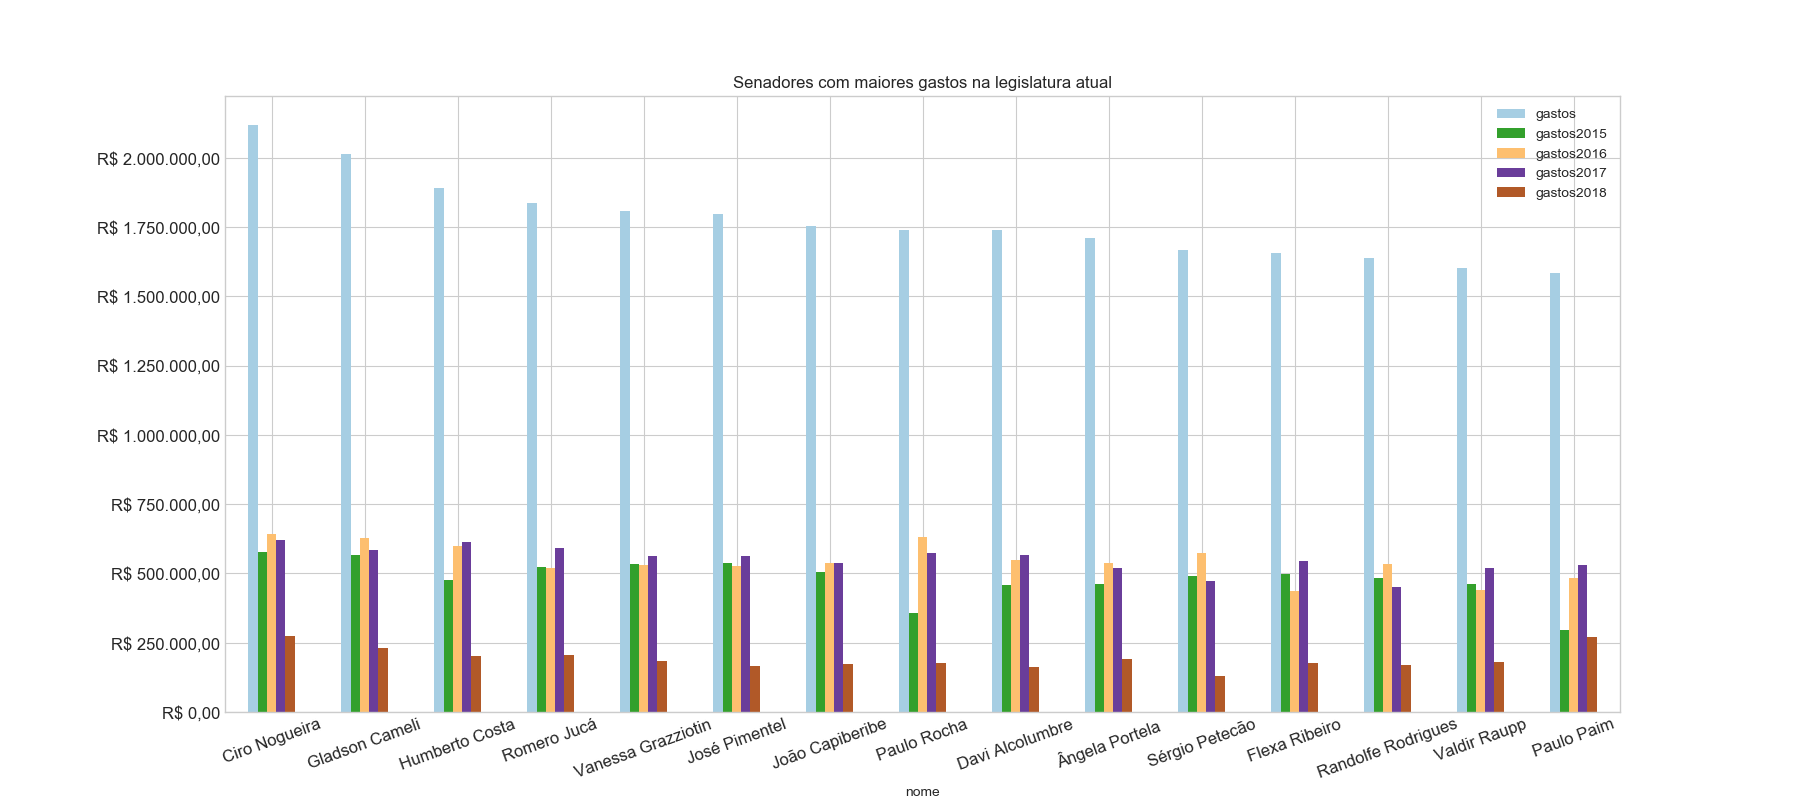 Senadores com maiores gastos na legislatura atual
gastos
gastos2015
gastos2016
gastos2017
gastos2018
R$ 2.000.000,00
R$ 1.750.000,00
R$ 1.500.000,00
R$ 1.250.000,00
R$ 1.000.000,00
R$ 750.000,00
R$ 500.000,00
R$ 250.000,00
R$ 0,00
Ciro Nogueira
Gladson Cameli
Humberto Costa
Romero Jucá
Vanessa Grazziotin
José Pimentel
João Capiberibe
Paulo Rocha
Davi Alcolumbre
Ângela Portela
Sérgio Petecão
Flexa Ribeiro
Randolfe Rodrigues
Valdir Raupp
Paulo Paim
nome